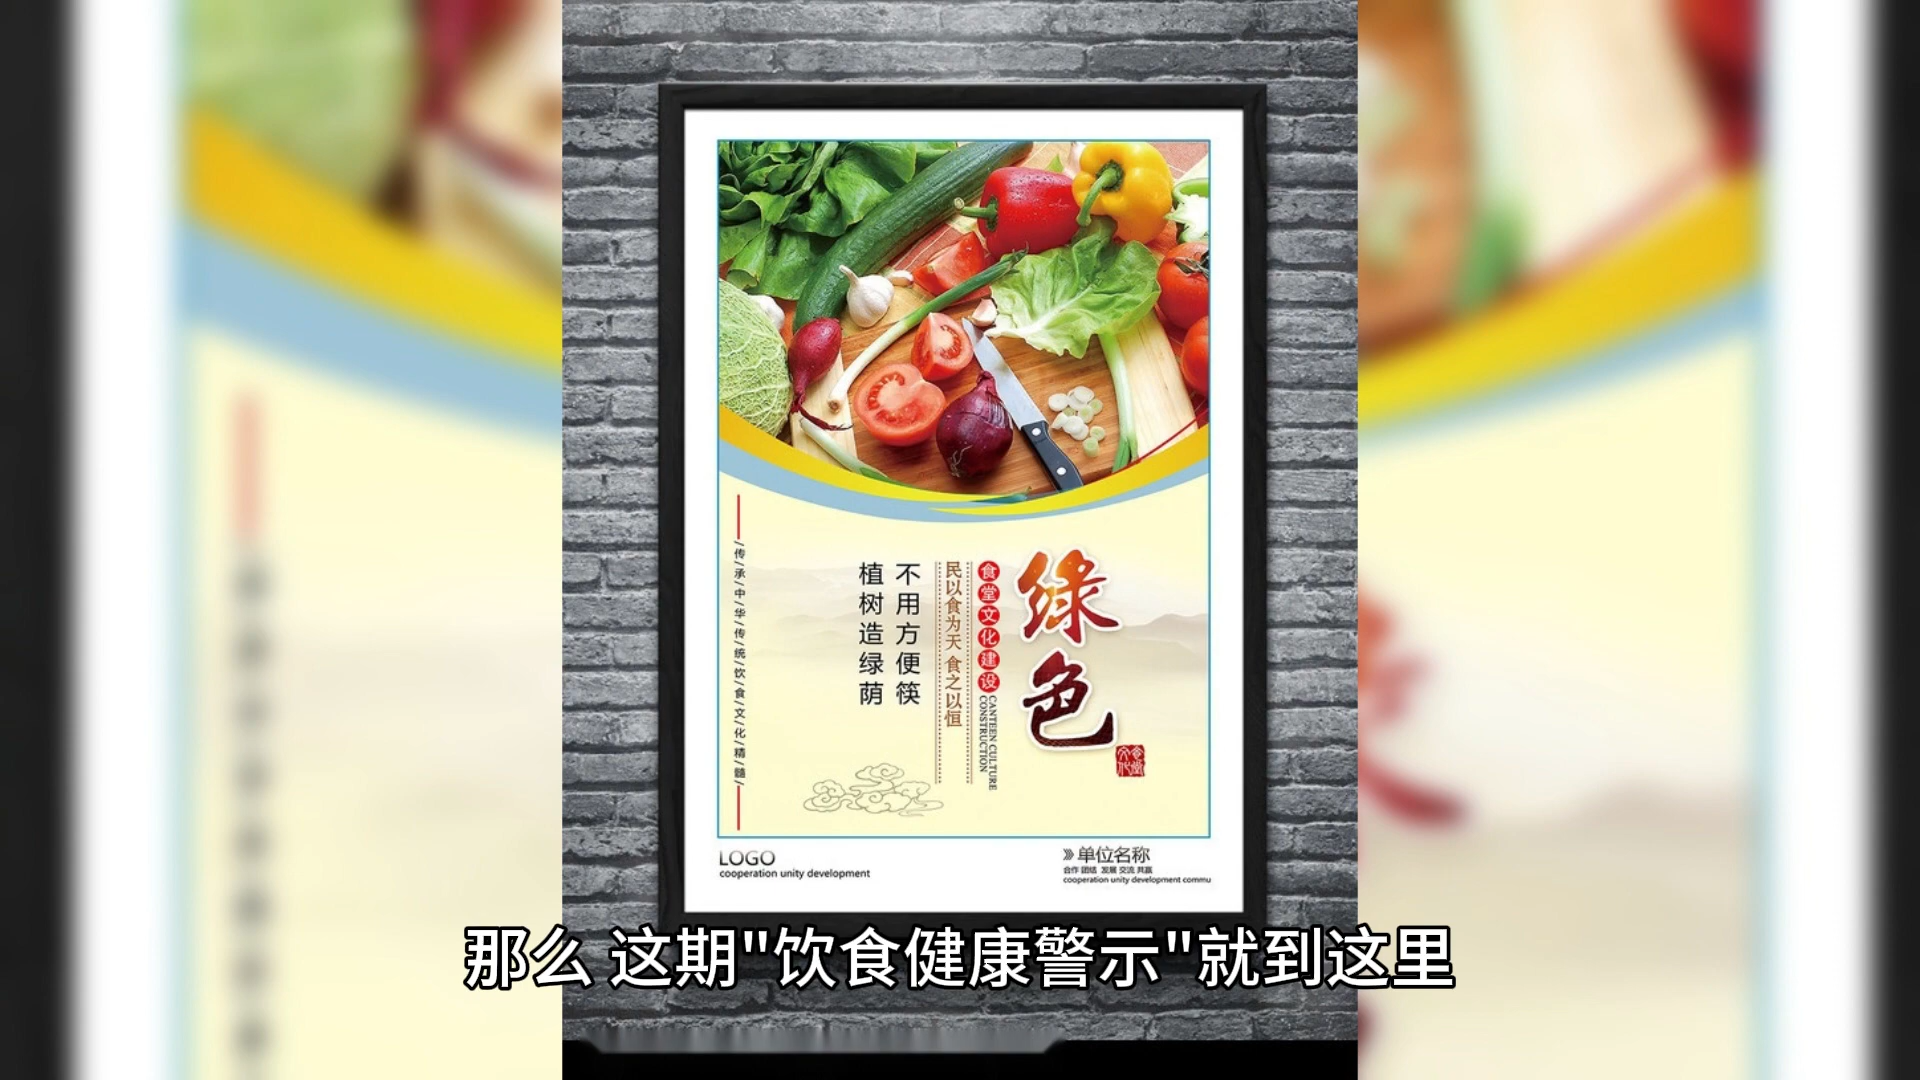 绿色
食堂文化建设
CANTEEN CULTURE
CONSTRUCTION
民以食为天 食之以恒
不用方便筷
植树造绿荫
/传/承/中/华/传/统/饮/食/文/化/精/髓/
食堂文化
LOGO
cooperation unity development
单位名称
合作 团结 发展 交流 共赢
cooperation unity development commu
那么 这期"饮食健康警示"就到这里